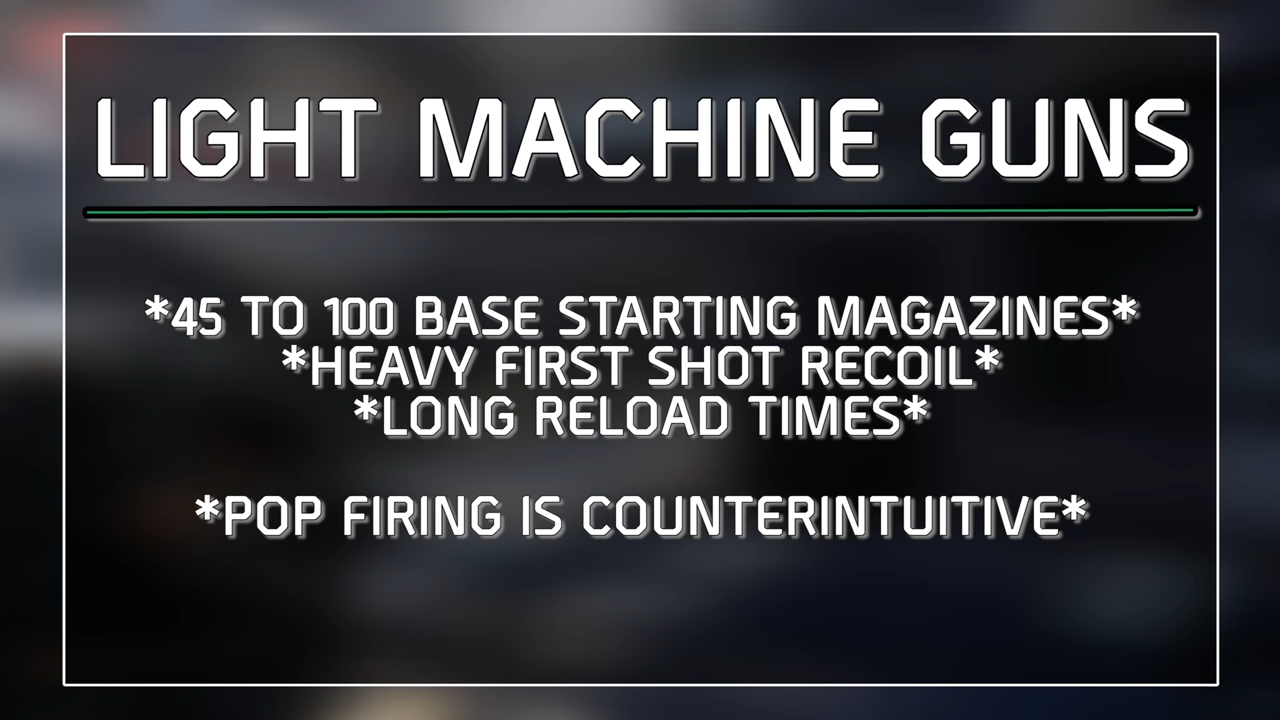 LIGHT MACHINE GUNS
*45 TO 100 BASE STARTING MAGAZINES*
*HEAVY FIRST SHOT RECOIL*
*LONG RELOAD TIMES*
*POP FIRING IS COUNTERINTUITIVE*